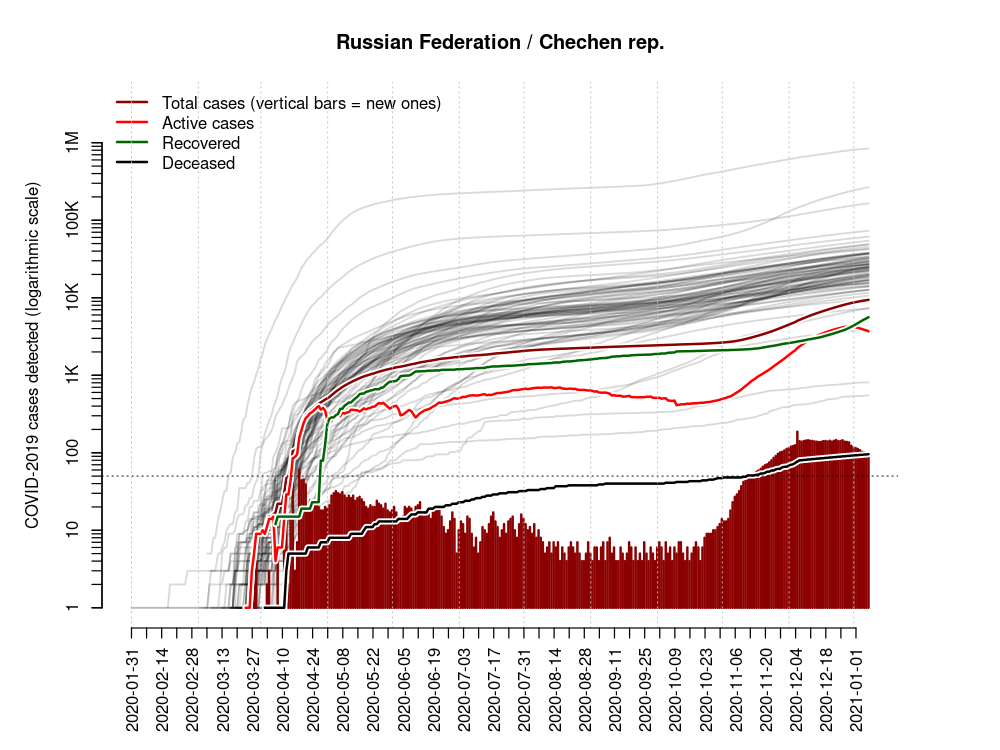 Russian Federation / Chechen rep.
Total cases (vertical bars = new ones)
Active cases
Recovered
Deceased
COVID-2019 cases detected (logarithmic scale)
1M
100K
10K
1K
100
10
1
2020-01-31
2020-02-14
2020-02-28
2020-03-13
2020-03-27
2020-04-10
2020-04-24
2020-05-08
2020-05-22
2020-06-05
2020-06-19
2020-07-03
2020-07-17
2020-07-31
2020-08-14
2020-08-28
2020-09-11
2020-09-25
2020-10-09
2020-10-23
2020-11-06
2020-11-20
2020-12-04
2020-12-18
2021-01-01